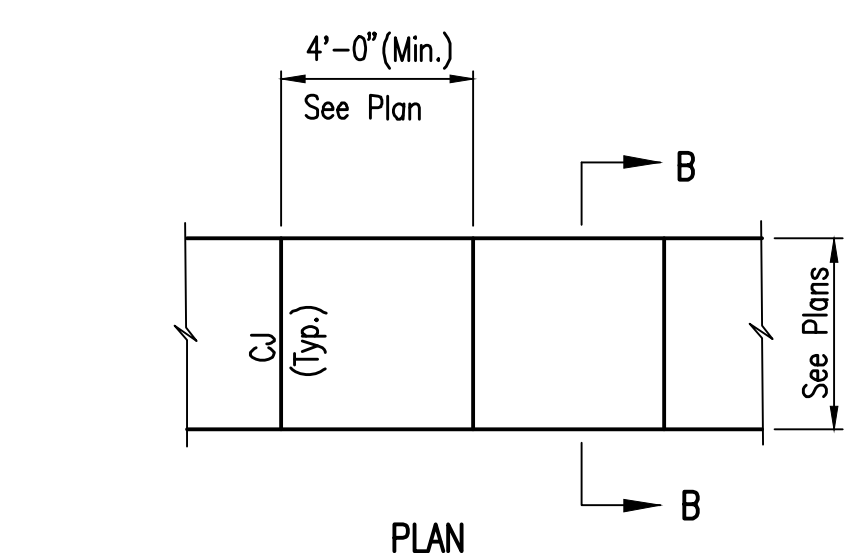 4'-0"(Min.)
See Plan
B
CJ
(Typ.)
See Plans
B
PLAN